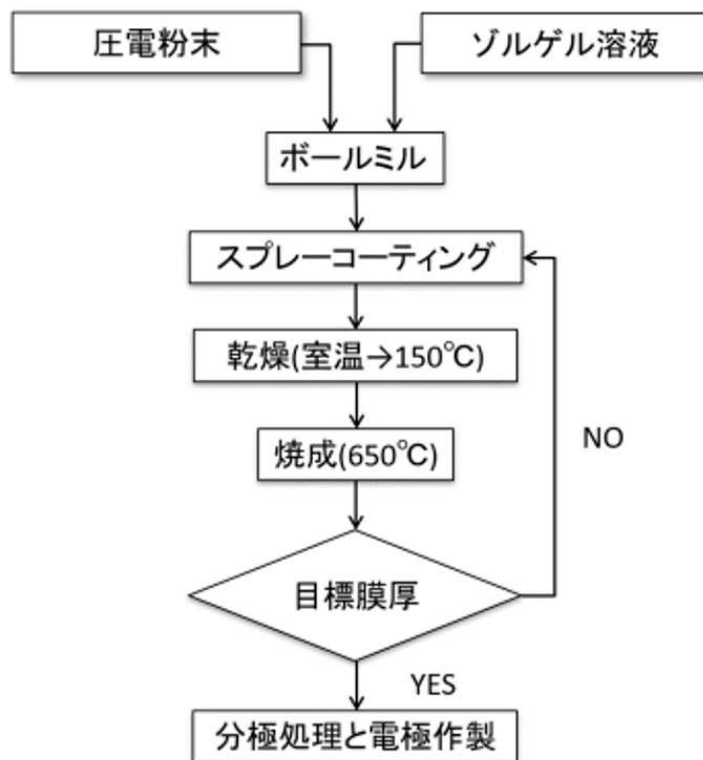 圧電粉末
ゾルゲル溶液
ボールミル
スプレーコーティング
乾燥(室温→150℃)
焼成(650℃)
NO
目標膜厚
YES
分極処理と電極作製